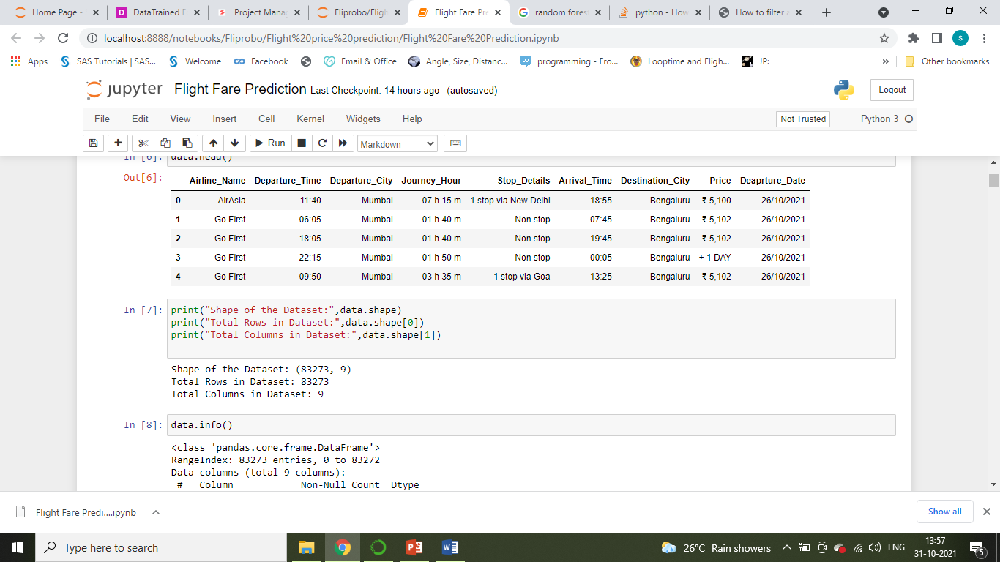 Home Page -
DataTrained E
Project Manag
Fliprobo/Fligh
Flight Fare Pre
random fores
python - How
How to filter a
localhost:8888/notebooks/Fliprobo/Flight%20price%20prediction/Flight%20Fare%20Prediction.ipynb
S
Apps
SAS Tutorials | SAS...
Welcome
Facebook
Email & Office
Angle, Size, Distanc...
programming - Fro...
Looptime and Fligh...
JP:
»
Other bookmarks
jupyter Flight Fare Prediction Last Checkpoint: 14 hours ago (autosaved)
Logout
File Edit View Insert Cell Kernel Widgets Help
Not Trusted
Python 3
Run
Markdown
In [6]: data.head()
Out[6]:
Airline_Name Departure_Time Departure_City Journey_Hour Stop_Details Arrival_Time Destination_City Price Deaprture_Date
0 AirAsia 11:40 Mumbai 07 h 15 m 1 stop via New Delhi 18:55 Bengaluru ₹ 5,100 26/10/2021
1 Go First 06:05 Mumbai 01 h 40 m Non stop 07:45 Bengaluru ₹ 5,102 26/10/2021
2 Go First 18:05 Mumbai 01 h 40 m Non stop 19:45 Bengaluru ₹ 5,102 26/10/2021
3 Go First 22:15 Mumbai 01 h 50 m Non stop 00:05 Bengaluru + 1 DAY 26/10/2021
4 Go First 09:50 Mumbai 03 h 35 m 1 stop via Goa 13:25 Bengaluru ₹ 5,102 26/10/2021
In [7]: print("Shape of the Dataset:",data.shape)
print("Total Rows in Dataset:",data.shape[0])
print("Total Columns in Dataset:",data.shape[1])
Shape of the Dataset: (83273, 9)
Total Rows in Dataset: 83273
Total Columns in Dataset: 9
In [8]: data.info()
<class 'pandas.core.frame.DataFrame'>
RangeIndex: 83273 entries, 0 to 83272
Data columns (total 9 columns):
# Column Non-Null Count Dtype
Flight Fare Predi....ipynb
Show all
Type here to search
26°C Rain showers
ENG
13:57
31-10-2021
5